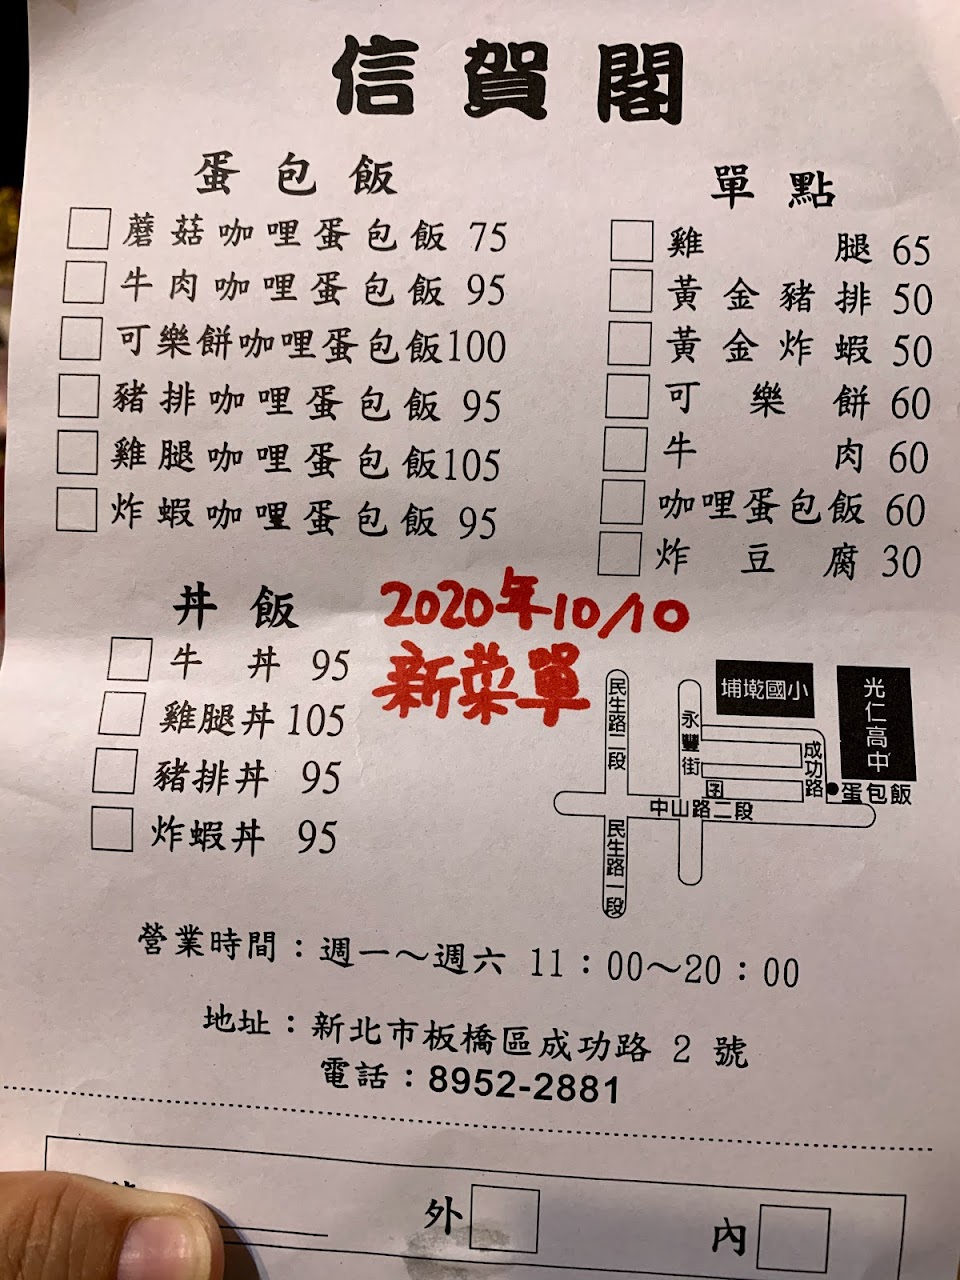 信賀閣
蛋包飯
蘑菇咖哩蛋包飯 75
牛肉咖哩蛋包飯 95
可樂餅咖哩蛋包飯100
豬排咖哩蛋包飯 95
雞腿咖哩蛋包飯105
炸蝦咖哩蛋包飯 95
單點
雞腿 65
黃金豬排 50
黃金炸蝦 50
可樂餅 60
牛肉 60
咖哩蛋包飯 60
炸豆腐 30
丼飯
牛丼 95
雞腿丼 105
豬排丼 95
炸蝦丼 95
2020年10/10
新菜單
埔墘國小
光仁高中
民生路二段
永豐街
成功路
蛋包飯
中山路二段
民生路一段
營業時間：週一～週六 11：00～20：00
地址：新北市板橋區成功路 2 號
電話：8952-2881
外
內